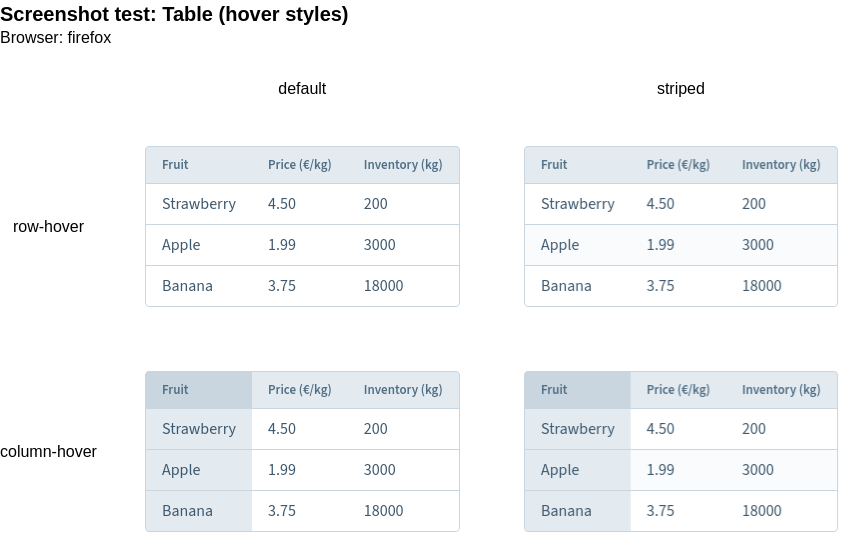 Screenshot test: Table (hover styles)
Browser: firefox
default striped
row-hover
Fruit Price (€/kg) Inventory (kg)
Strawberry 4.50 200
Apple 1.99 3000
Banana 3.75 18000
Fruit Price (€/kg) Inventory (kg)
Strawberry 4.50 200
Apple 1.99 3000
Banana 3.75 18000
column-hover
Fruit Price (€/kg) Inventory (kg)
Strawberry 4.50 200
Apple 1.99 3000
Banana 3.75 18000
Fruit Price (€/kg) Inventory (kg)
Strawberry 4.50 200
Apple 1.99 3000
Banana 3.75 18000